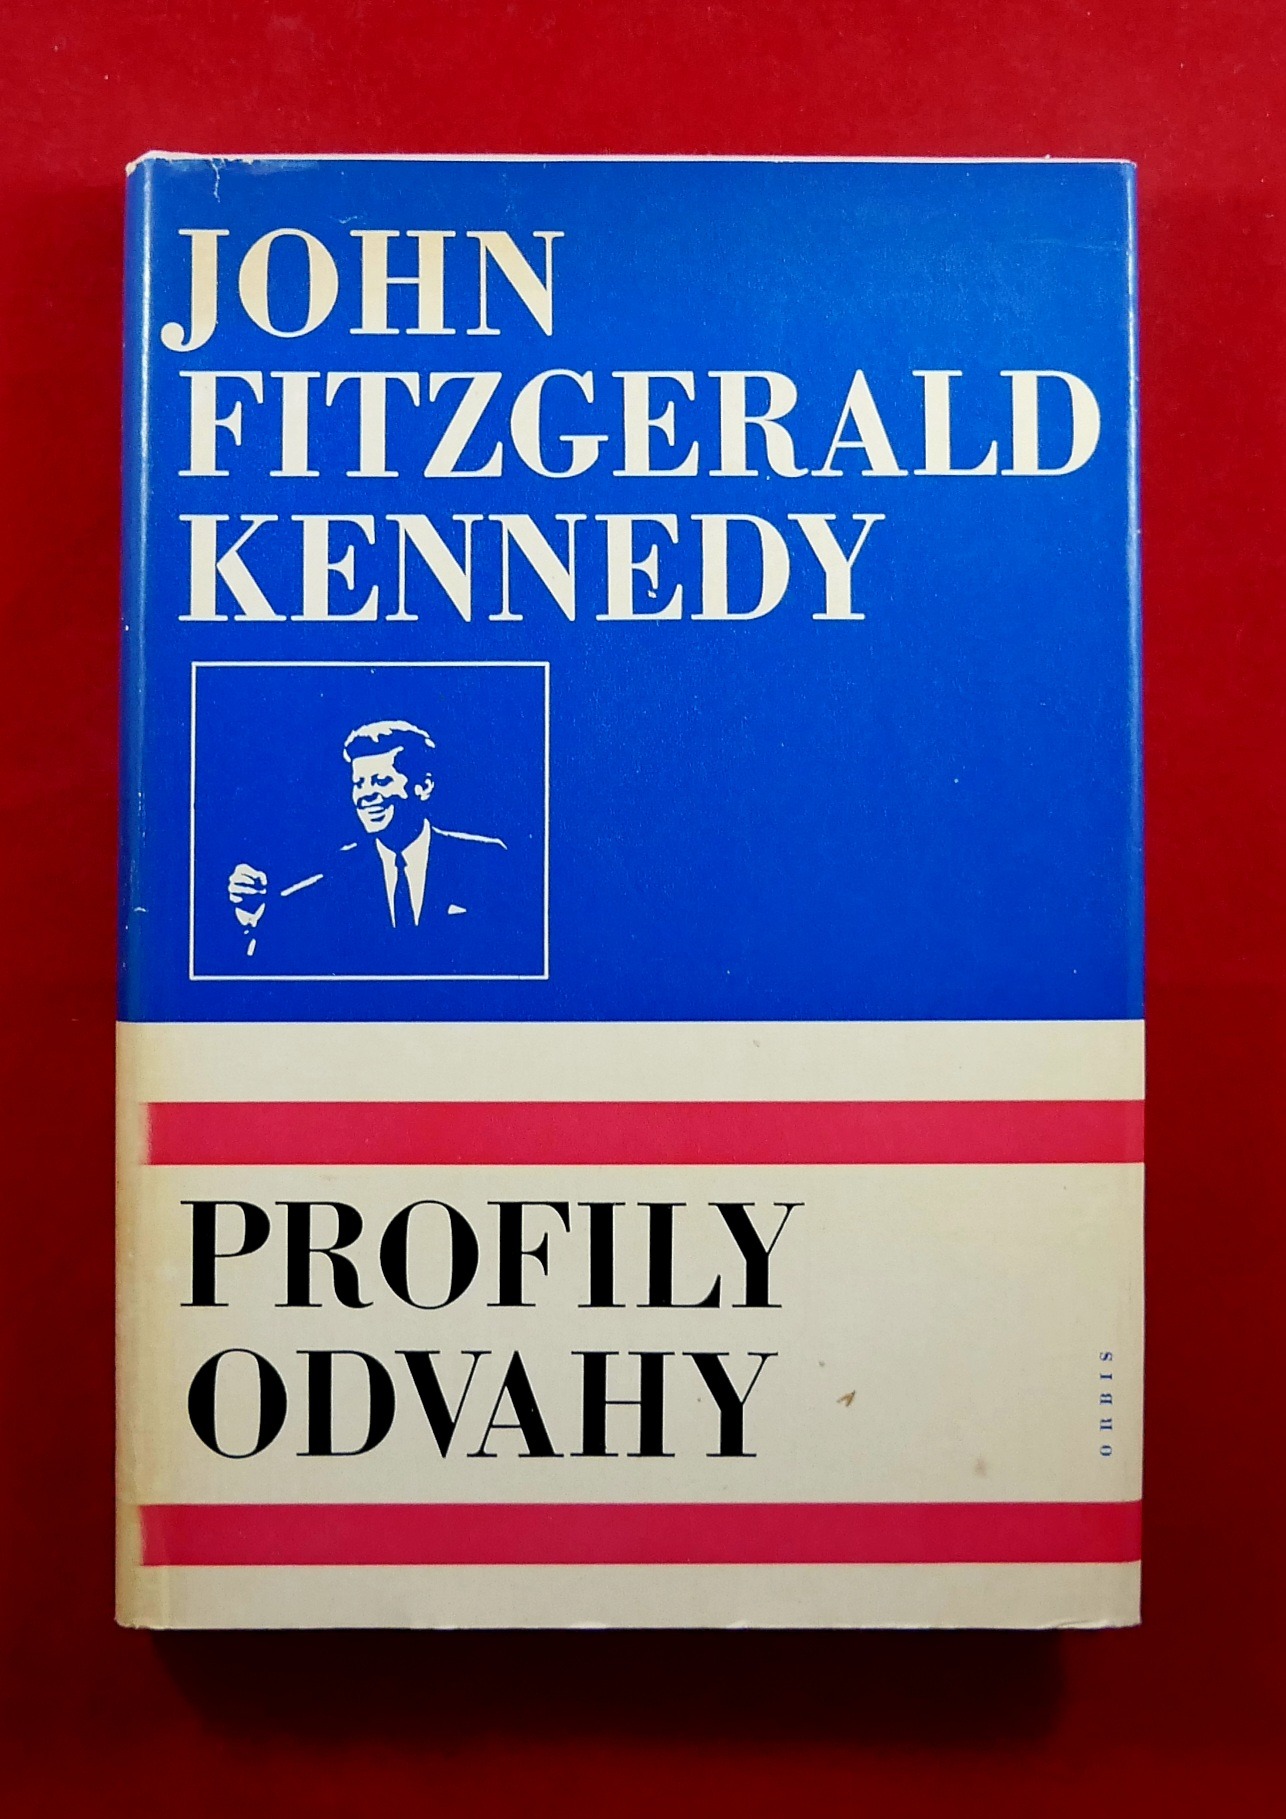 JOHN
FITZGERALD
KENNEDY
PROFILY
ODVAHY
ORBIS